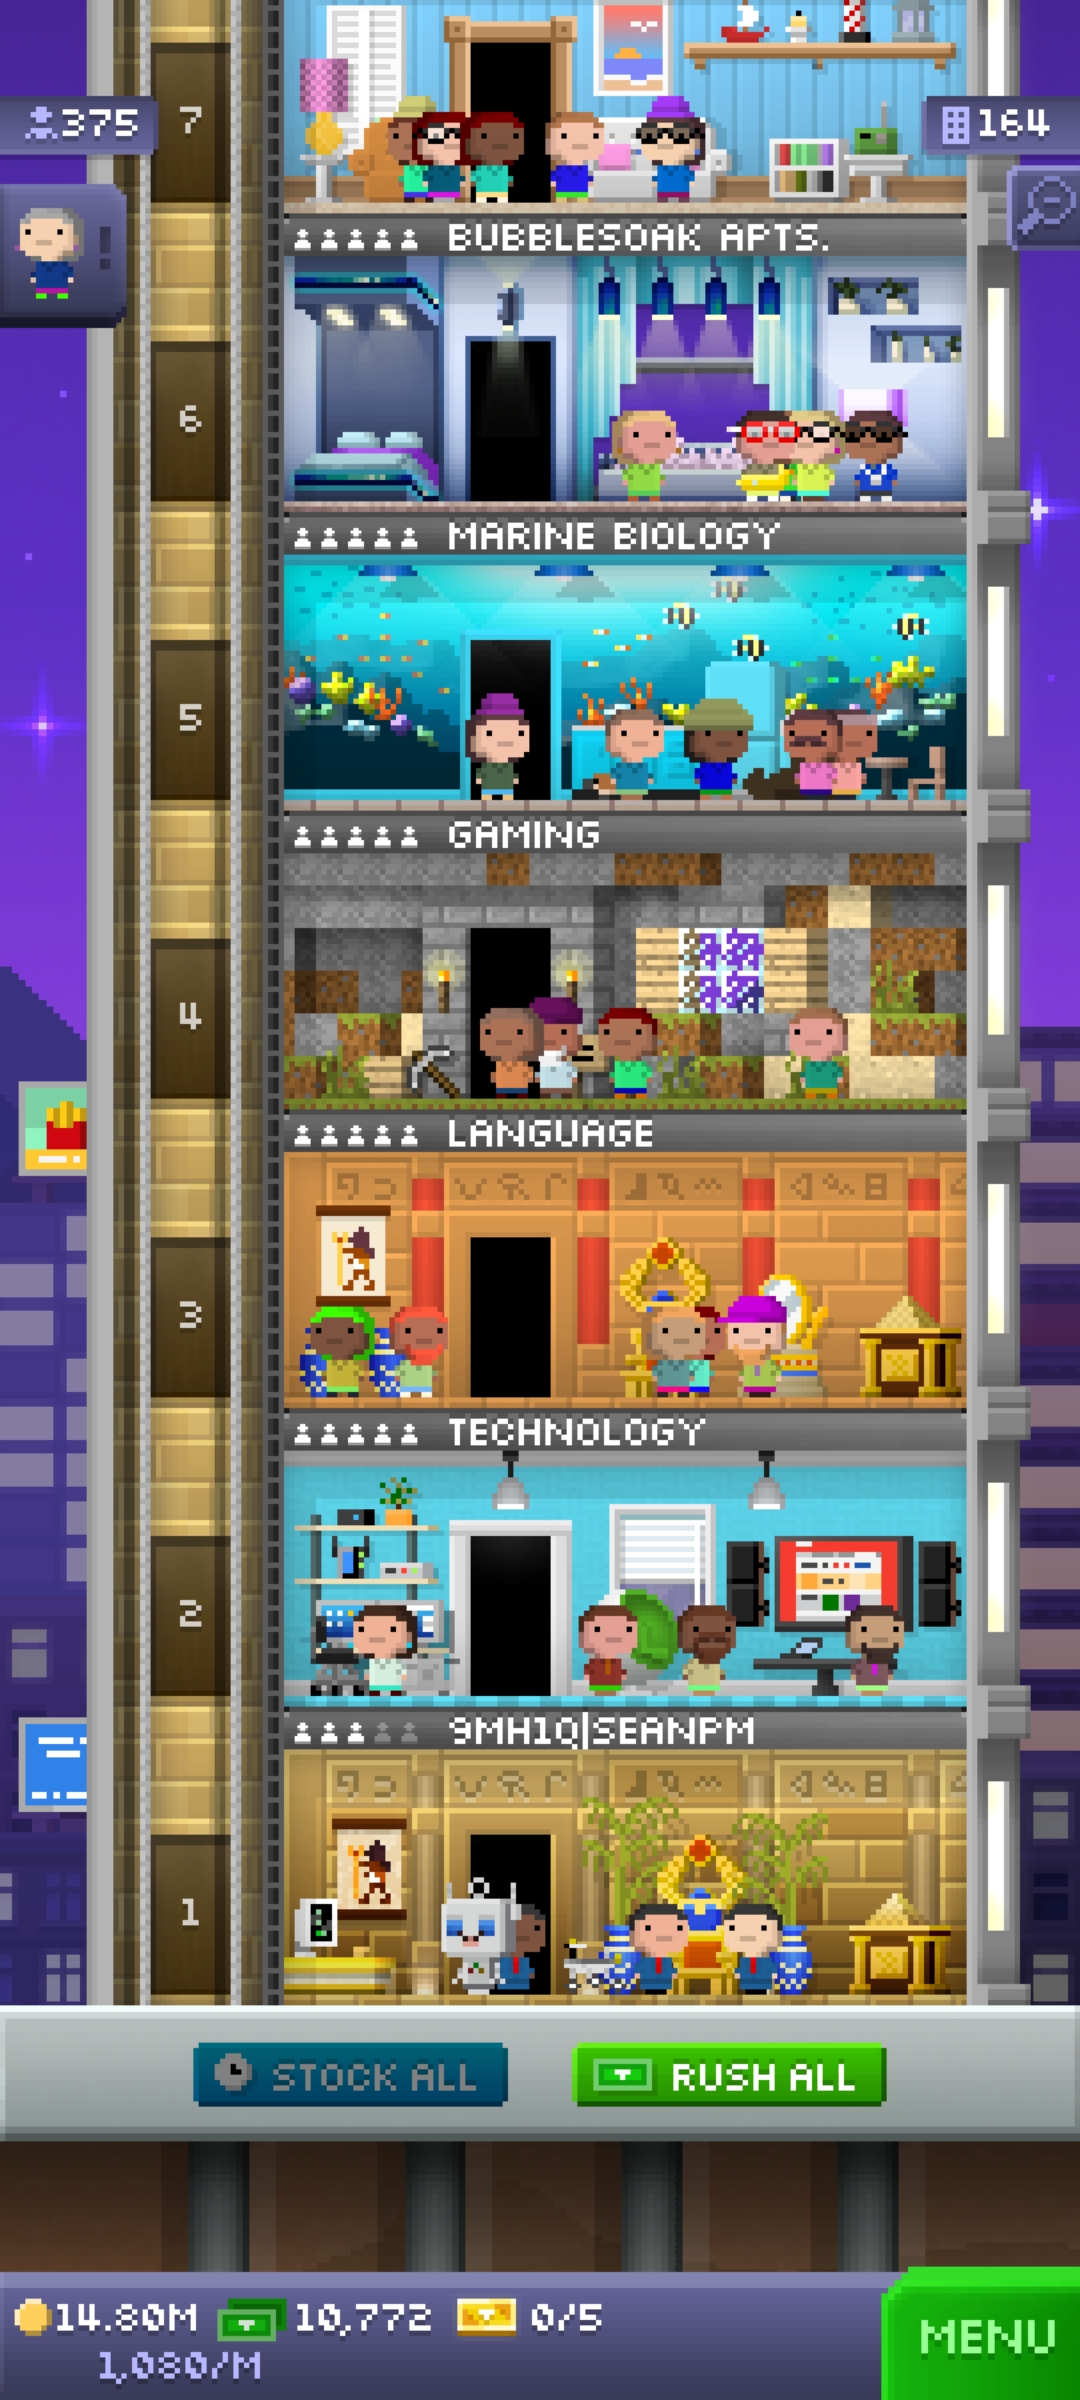 7
375
164
!
BUBBLESOAK APTS.
6
MARINE BIOLOGY
5
GAMING
4
LANGUAGE
3
TECHNOLOGY
2
9MH1Q|SEANPM
1
STOCK ALL
RUSH ALL
14.80M 10,772 0/5
1,080/M
MENU